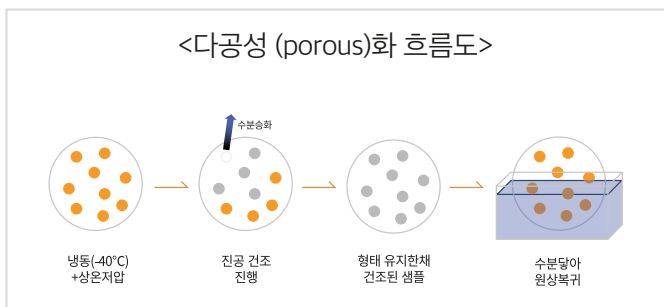 <다공성 (porous)화 흐름도>
수분승화
냉동(-40℃)
+상온저압
진공 건조
진행
형태 유지한채
건조된 샘플
수분닿아
원상복귀